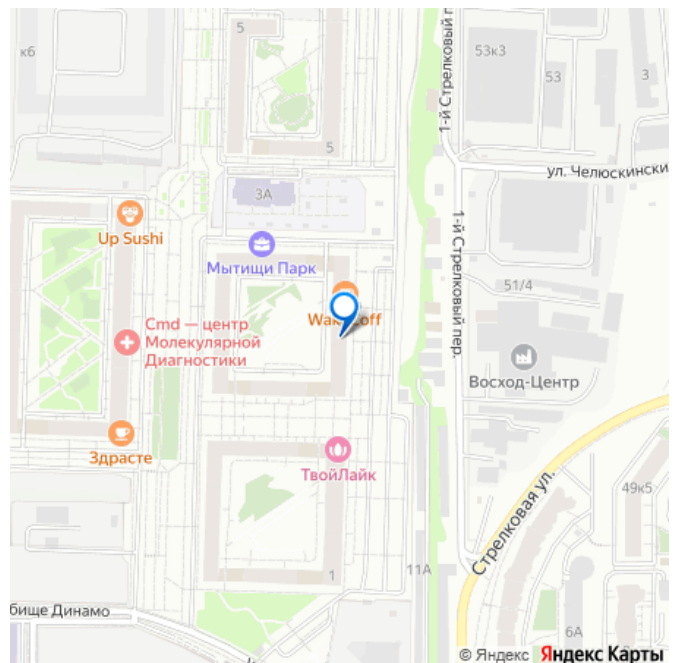 к6
5
53к3
53
3
1-й Стрелковый п
5
ул. Челюскински
3А
Up Sushi
Мытищи Парк
1-й Стрелковый пер.
51/4
Cmd — центр
Молекулярной
Диагностики
Восход-Центр
Здрасте
ТвойЛайк
49к5
Стрелковая ул.
11А
1
бище Динамо
6А
© Яндекс Яндекс Карты